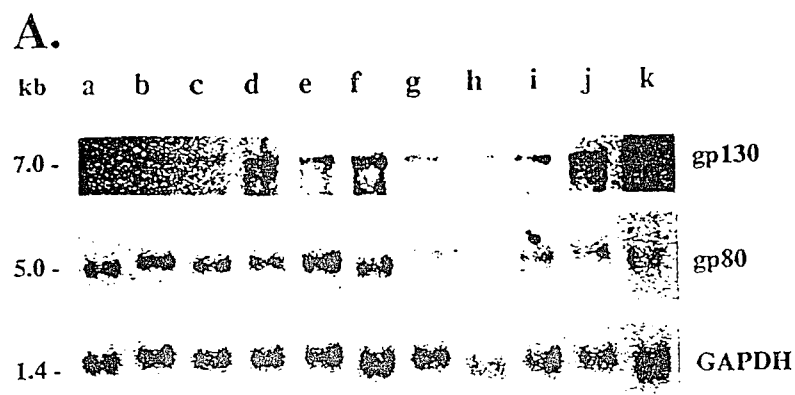 A.
kb a b c d e f g h i j k
7.0 - gp130
5.0 - gp80
1.4 - GAPDH